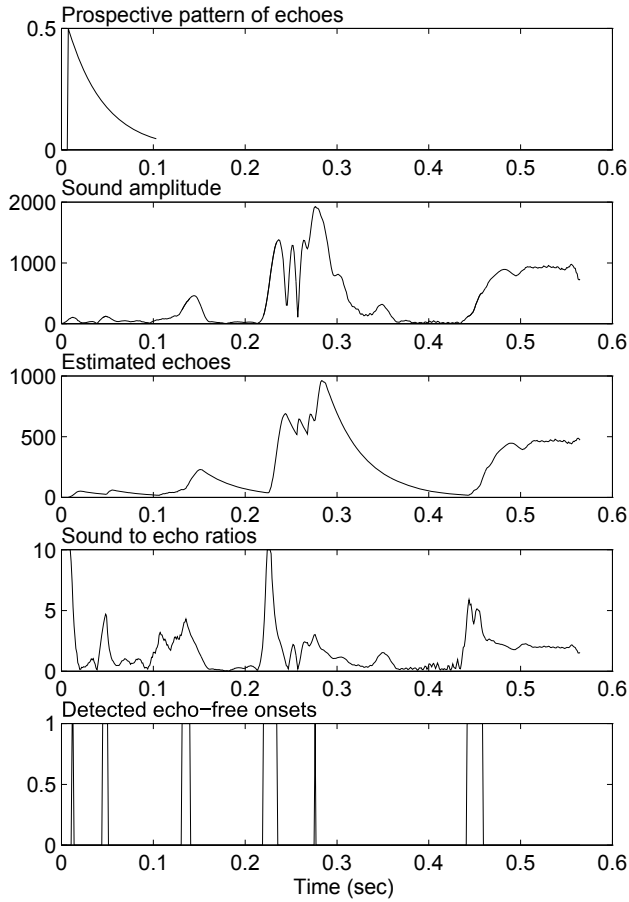 Prospective pattern of echoes
0.5
0
0 0.1 0.2 0.3 0.4 0.5 0.6
Sound amplitude
2000
1000
0
0 0.1 0.2 0.3 0.4 0.5 0.6
Estimated echoes
1000
500
0
0 0.1 0.2 0.3 0.4 0.5 0.6
Sound to echo ratios
10
5
0
0 0.1 0.2 0.3 0.4 0.5 0.6
Detected echo−free onsets
1
0.5
0
0 0.1 0.2 0.3 0.4 0.5 0.6
Time (sec)